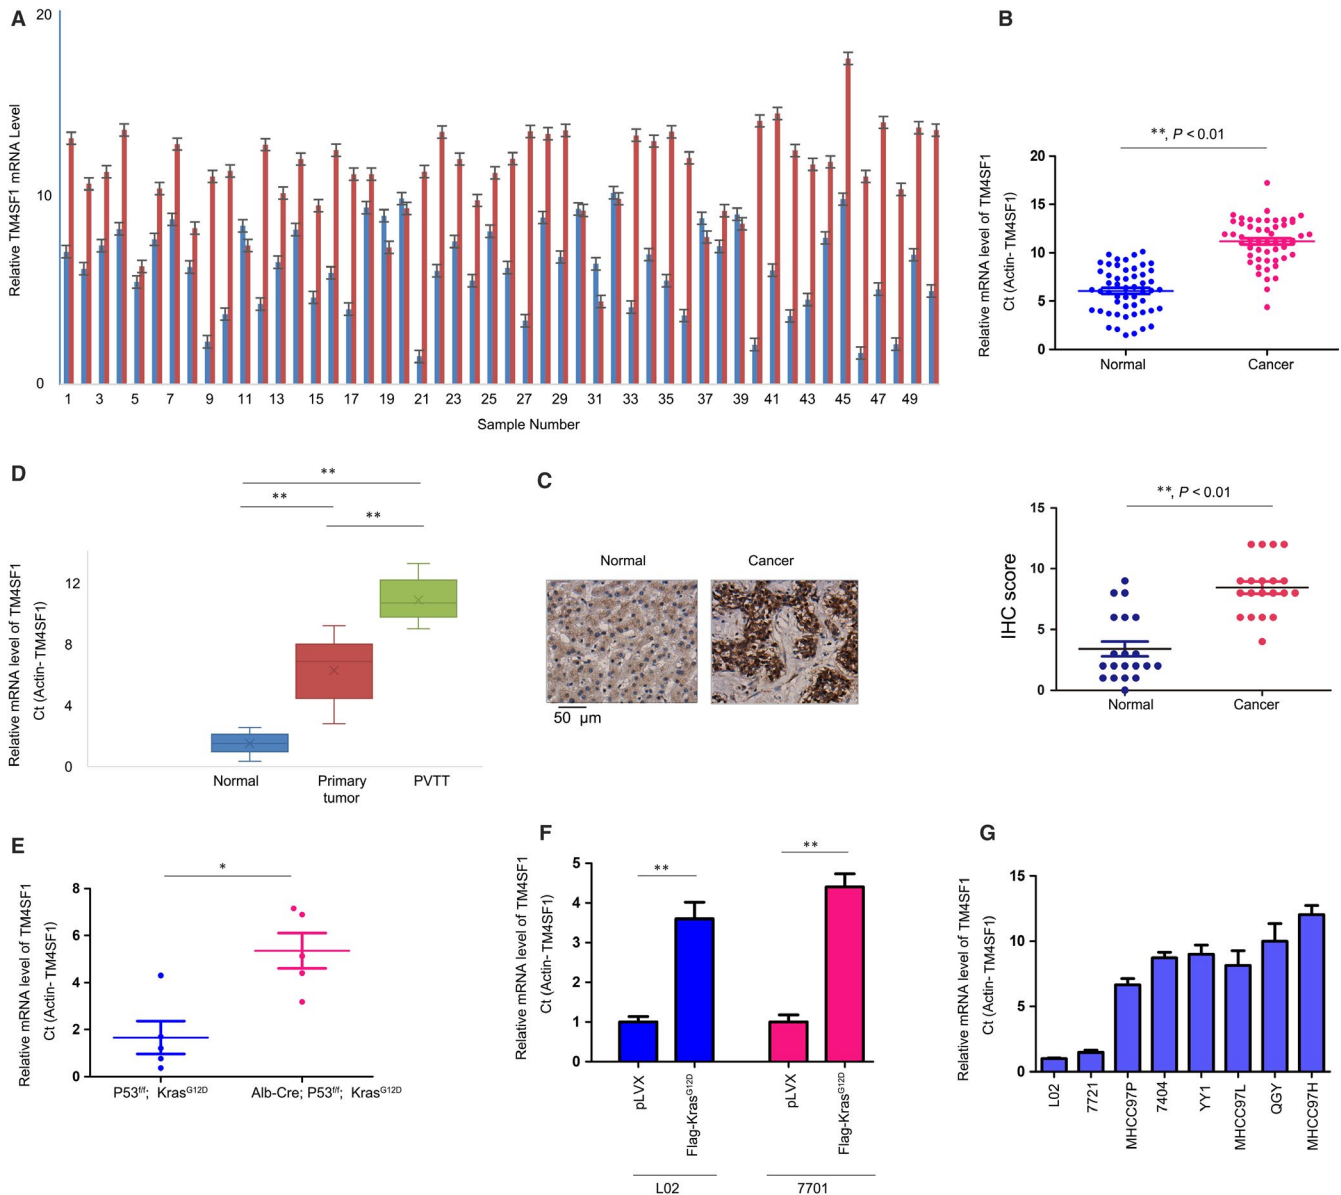 A
20
10
0
Relative TM4SF1 mRNA Level
1 3 5 7 9 11 13 15 17 19 21 23 25 27 29 31 33 35 37 39 41 43 45 47 49
Sample Number
B
**, P < 0.01
20
15
10
5
0
Relative mRNA level of TM4SF1
Ct (Actin- TM4SF1)
Normal Cancer
D
**
**
**
12
8
4
0
Relative mRNA level of TM4SF1
Ct (Actin- TM4SF1)
Normal Primary PVTT
tumor
C
Normal Cancer
50 µm
**, P < 0.01
15
10
5
0
IHC score
Normal Cancer
E
*
8
6
4
2
0
Relative mRNA level of TM4SF1
Ct (Actin- TM4SF1)
P53f/f; KrasG12D Alb-Cre; P53f/f; KrasG12D
F
** **
5
4
3
2
1
0
Relative mRNA level of TM4SF1
Ct (Actin- TM4SF1)
pLVX
Flag-KrasG12D
pLVX
Flag-KrasG12D
L02 7701
G
15
10
5
0
Relative mRNA level of TM4SF1
Ct (Actin- TM4SF1)
L02
7721
MHCC97P
7404
YY1
MHCC97L
QGY
MHCC97H